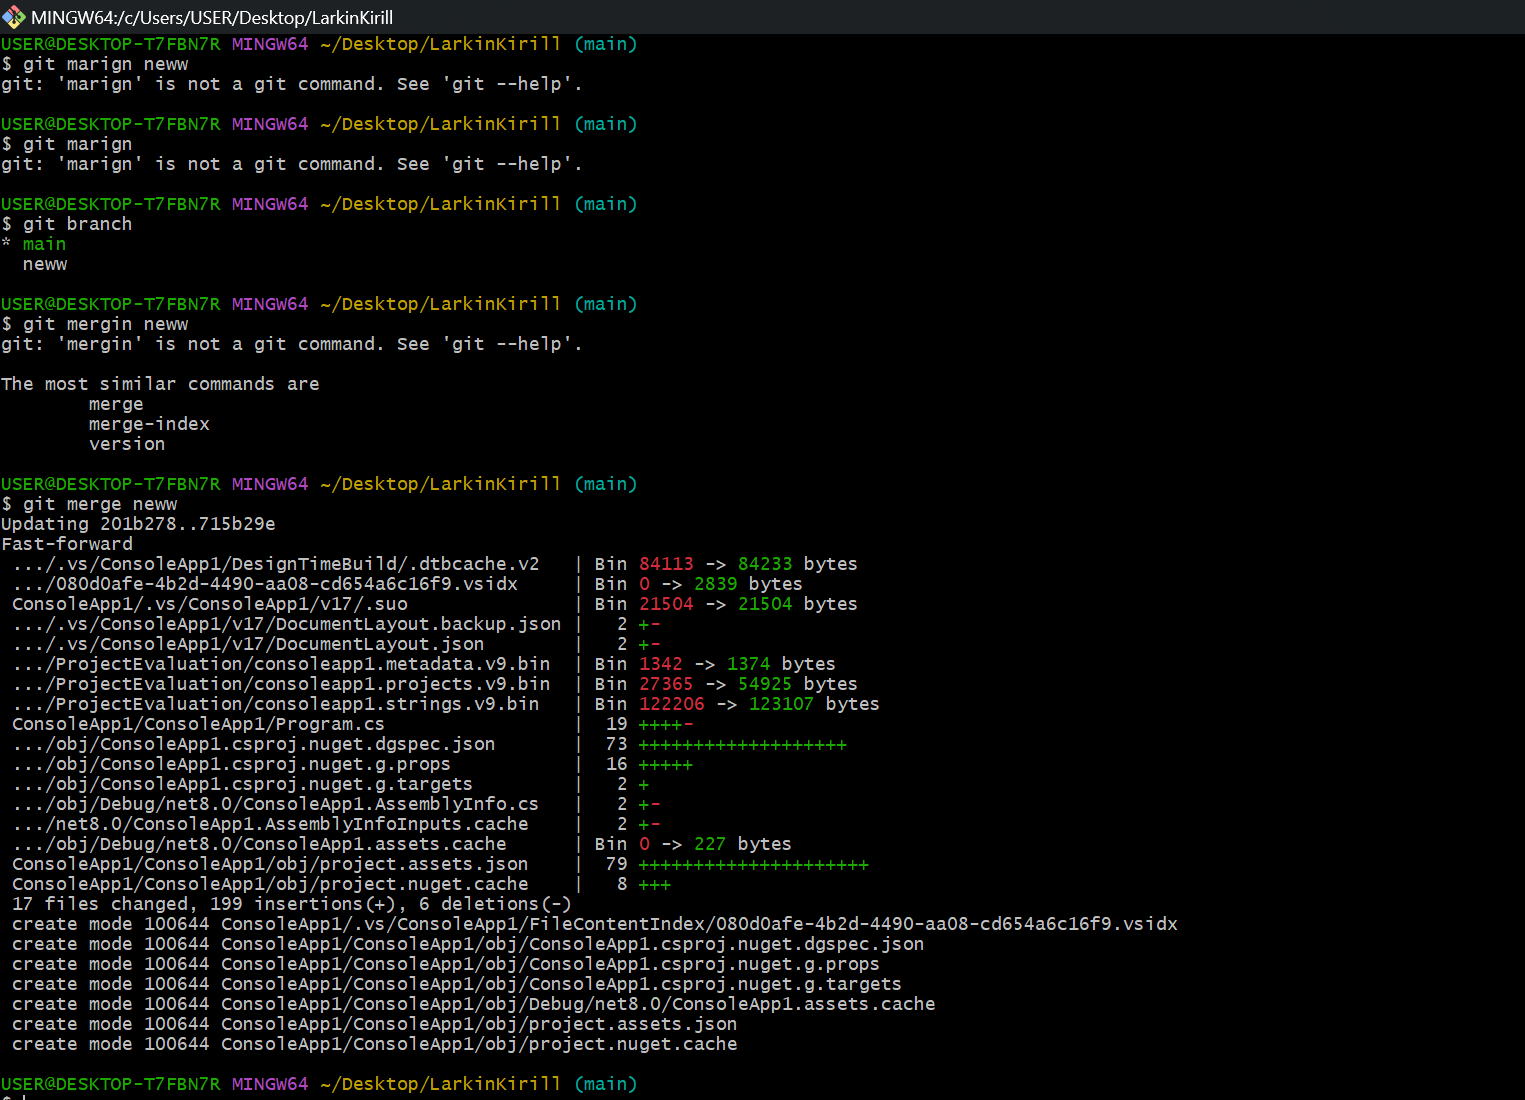 MINGW64:/c/Users/USER/Desktop/LarkinKirill
USER@DESKTOP-T7FBN7R MINGW64 ~/Desktop/LarkinKirill (main)
$ git marign neww
git: 'marign' is not a git command. See 'git --help'.
USER@DESKTOP-T7FBN7R MINGW64 ~/Desktop/LarkinKirill (main)
$ git marign
git: 'marign' is not a git command. See 'git --help'.
USER@DESKTOP-T7FBN7R MINGW64 ~/Desktop/LarkinKirill (main)
$ git branch
* main
  neww
USER@DESKTOP-T7FBN7R MINGW64 ~/Desktop/LarkinKirill (main)
$ git mergin neww
git: 'mergin' is not a git command. See 'git --help'.
The most similar commands are
        merge
        merge-index
        version
USER@DESKTOP-T7FBN7R MINGW64 ~/Desktop/LarkinKirill (main)
$ git merge neww
Updating 201b278..715b29e
Fast-forward
 .../.vs/ConsoleApp1/DesignTimeBuild/.dtbcache.v2   | Bin 84113 -> 84233 bytes
 .../080d0afe-4b2d-4490-aa08-cd654a6c16f9.vsidx     | Bin 0 -> 2839 bytes
 ConsoleApp1/.vs/ConsoleApp1/v17/.suo               | Bin 21504 -> 21504 bytes
 .../.vs/ConsoleApp1/v17/DocumentLayout.backup.json |   2 +-
 .../.vs/ConsoleApp1/v17/DocumentLayout.json        |   2 +-
 .../ProjectEvaluation/consoleapp1.metadata.v9.bin  | Bin 1342 -> 1374 bytes
 .../ProjectEvaluation/consoleapp1.projects.v9.bin  | Bin 27365 -> 54925 bytes
 .../ProjectEvaluation/consoleapp1.strings.v9.bin   | Bin 122206 -> 123107 bytes
 ConsoleApp1/ConsoleApp1/Program.cs                 |  19 ++++-
 .../obj/ConsoleApp1.csproj.nuget.dgspec.json       |  73 +++++++++++++++++++
 .../obj/ConsoleApp1.csproj.nuget.g.props           |  16 +++++
 .../obj/ConsoleApp1.csproj.nuget.g.targets         |   2 +
 .../obj/Debug/net8.0/ConsoleApp1.AssemblyInfo.cs   |   2 +-
 .../net8.0/ConsoleApp1.AssemblyInfoInputs.cache    |   2 +-
 .../obj/Debug/net8.0/ConsoleApp1.assets.cache      | Bin 0 -> 227 bytes
 ConsoleApp1/ConsoleApp1/obj/project.assets.json    |  79 +++++++++++++++++++++
 ConsoleApp1/ConsoleApp1/obj/project.nuget.cache    |   8 +++
 17 files changed, 199 insertions(+), 6 deletions(-)
 create mode 100644 ConsoleApp1/.vs/ConsoleApp1/FileContentIndex/080d0afe-4b2d-4490-aa08-cd654a6c16f9.vsidx
 create mode 100644 ConsoleApp1/ConsoleApp1/obj/ConsoleApp1.csproj.nuget.dgspec.json
 create mode 100644 ConsoleApp1/ConsoleApp1/obj/ConsoleApp1.csproj.nuget.g.props
 create mode 100644 ConsoleApp1/ConsoleApp1/obj/ConsoleApp1.csproj.nuget.g.targets
 create mode 100644 ConsoleApp1/ConsoleApp1/obj/Debug/net8.0/ConsoleApp1.assets.cache
 create mode 100644 ConsoleApp1/ConsoleApp1/obj/project.assets.json
 create mode 100644 ConsoleApp1/ConsoleApp1/obj/project.nuget.cache
USER@DESKTOP-T7FBN7R MINGW64 ~/Desktop/LarkinKirill (main)